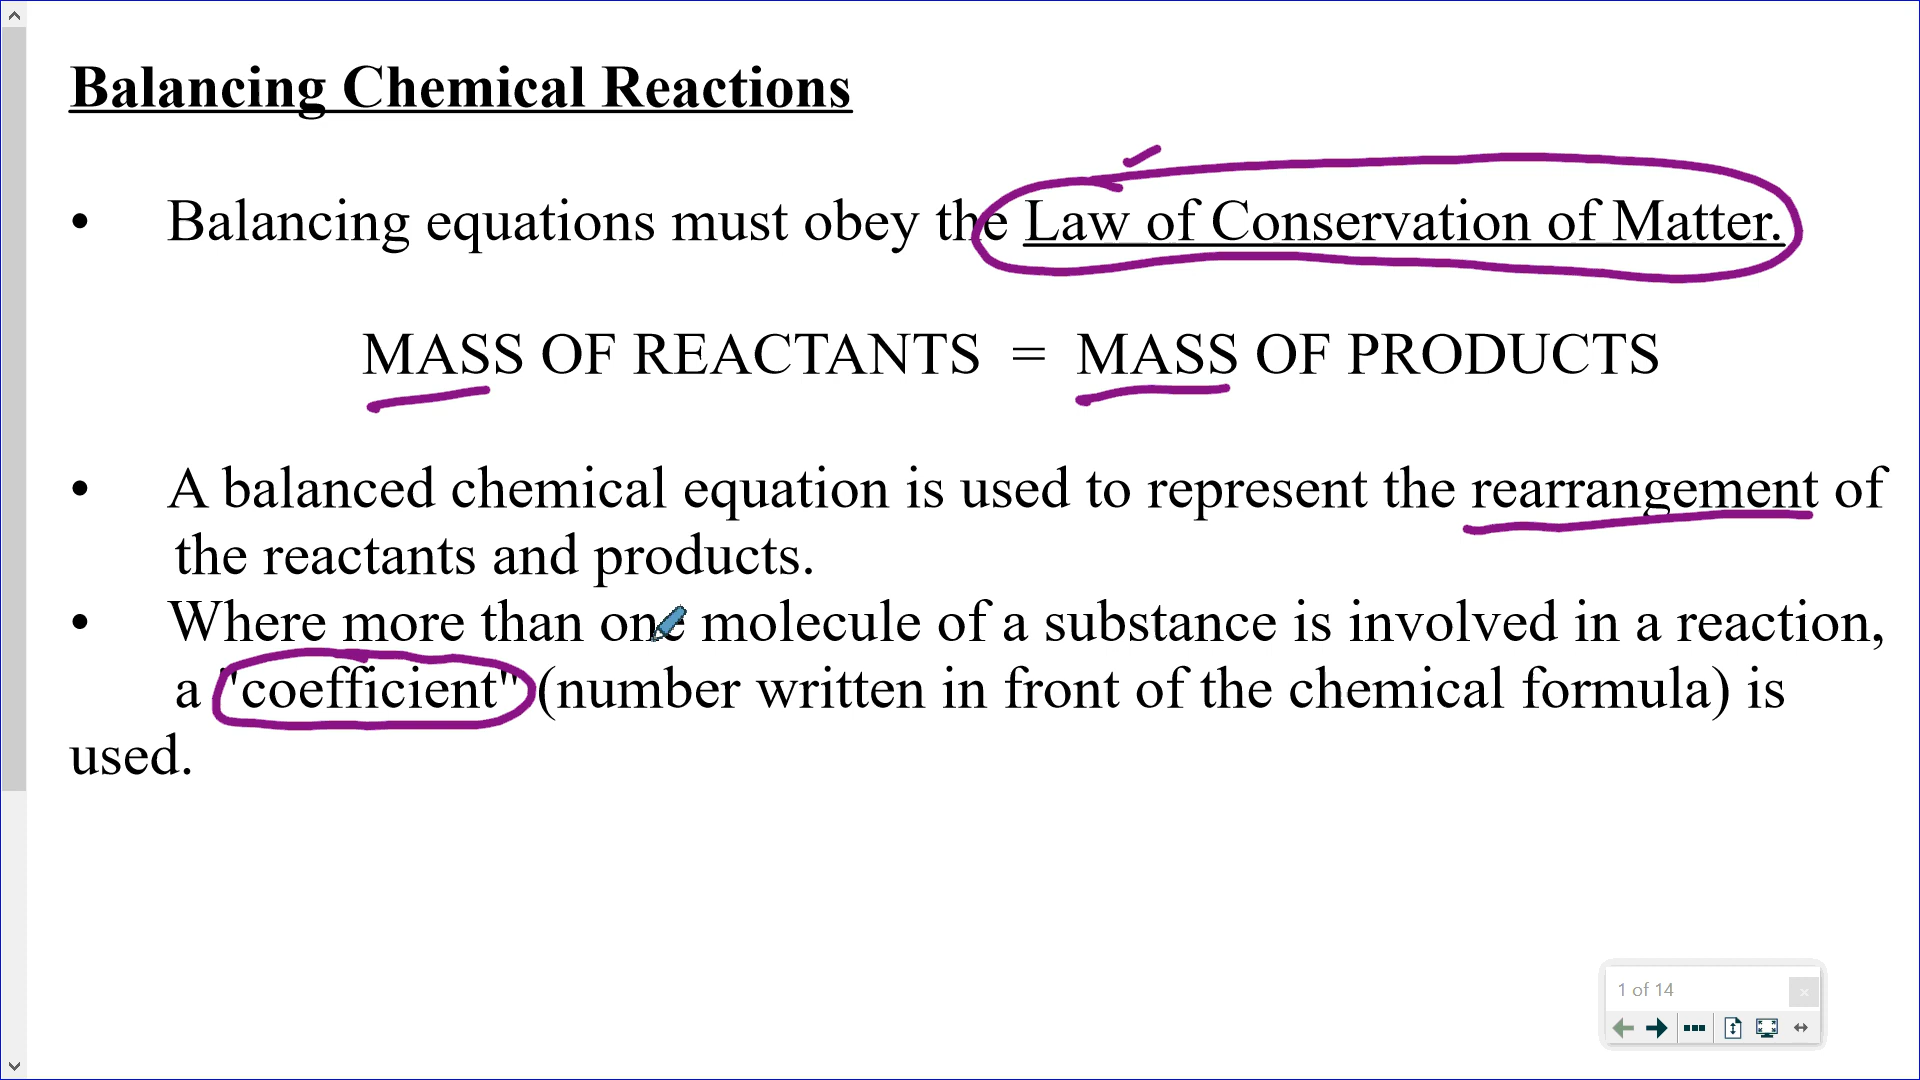 Balancing Chemical Reactions
• Balancing equations must obey the Law of Conservation of Matter.
MASS OF REACTANTS = MASS OF PRODUCTS
• A balanced chemical equation is used to represent the rearrangement of
the reactants and products.
• Where more than one molecule of a substance is involved in a reaction,
a "coefficient" (number written in front of the chemical formula) is
used.
1 of 14